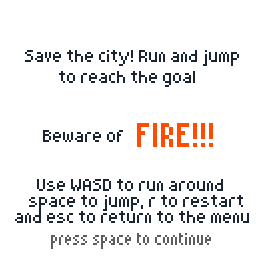 Save the city! Run and jump
to reach the goal
Beware of FIRE!!!
Use WASD to run around
space to jump, r to restart
and esc to return to the menu
press space to continue